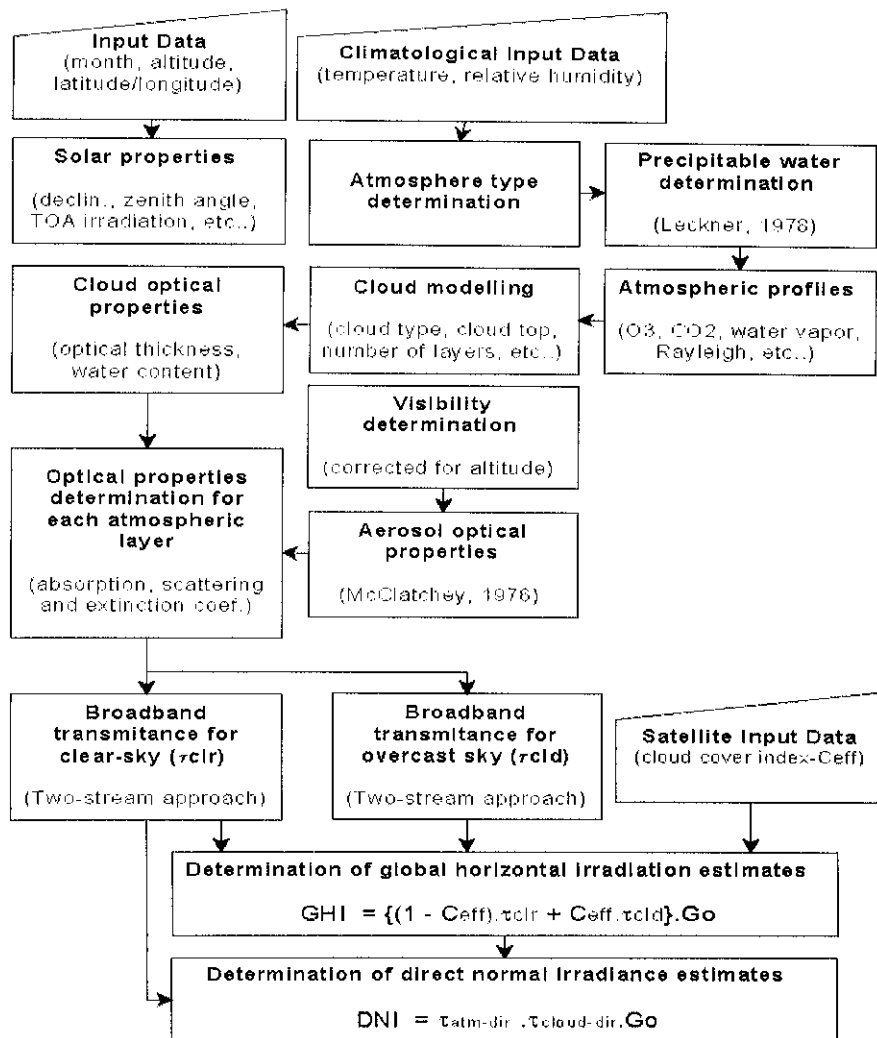 Input Data
(month, altitude,
latitude/longitude)
Climatological Input Data
(temperature, relative humidity)
Solar properties
(declin., zenith angle,
TOA irradiation, etc..)
Atmosphere type
determination
Precipitable water
determination
(Leckner, 1978)
Cloud optical
properties
(optical thickness,
water content)
Cloud modelling
(cloud type, cloud top,
number of layers, etc..)
Atmospheric profiles
(O3, CO2, water vapor,
Rayleigh, etc..)
Visibility
determination
(corrected for altitude)
Optical properties
determination for
each atmospheric
layer
(absorption, scattering
and extinction coef.)
Aerosol optical
properties
(McClatchey, 1976)
Broadband
transmitance for
clear-sky (τclr)
(Two-stream approach)
Broadband
transmitance for
overcast sky (τcld)
(Two-stream approach)
Satellite Input Data
(cloud cover index-Ceff)
Determination of global horizontal irradiation estimates
GHI = {(1 - Ceff).τclr + Ceff.τcld}.Go
Determination of direct normal irradiance estimates
DNI = τatm-dir .τcloud-dir.Go